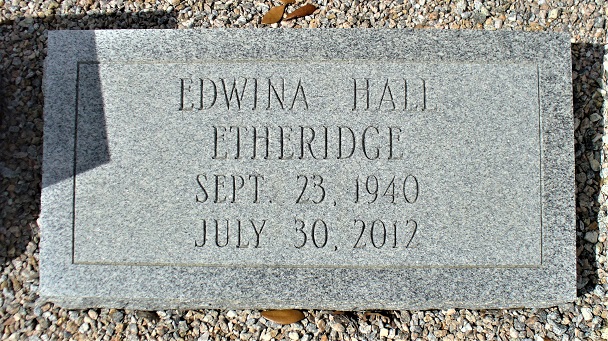 EDWINA HALL
ETHERIDGE
SEPT. 23, 1940
JULY 30, 2012